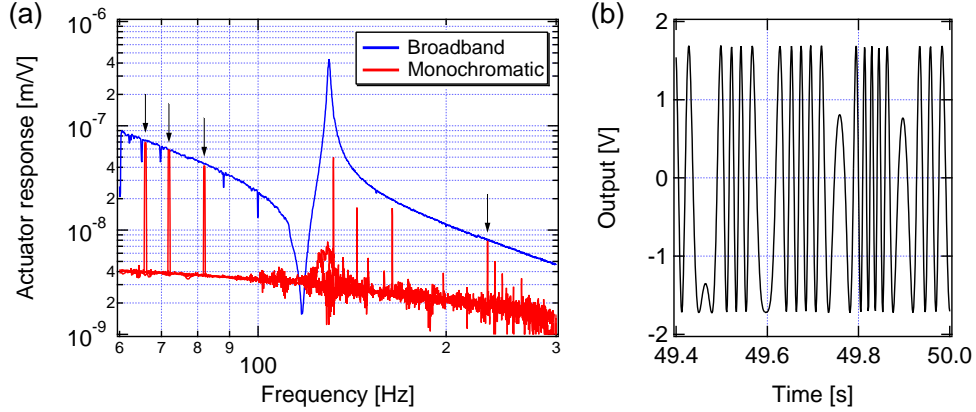 (a)
Actuator response [m/V]
10^-6
4
2
10^-7
4
2
10^-8
4
2
10^-9
Broadband
Monochromatic
6 7 8 9 100 2 3
Frequency [Hz]
(b)
Output [V]
2
1
0
-1
-2
49.4 49.6 49.8 50.0
Time [s]